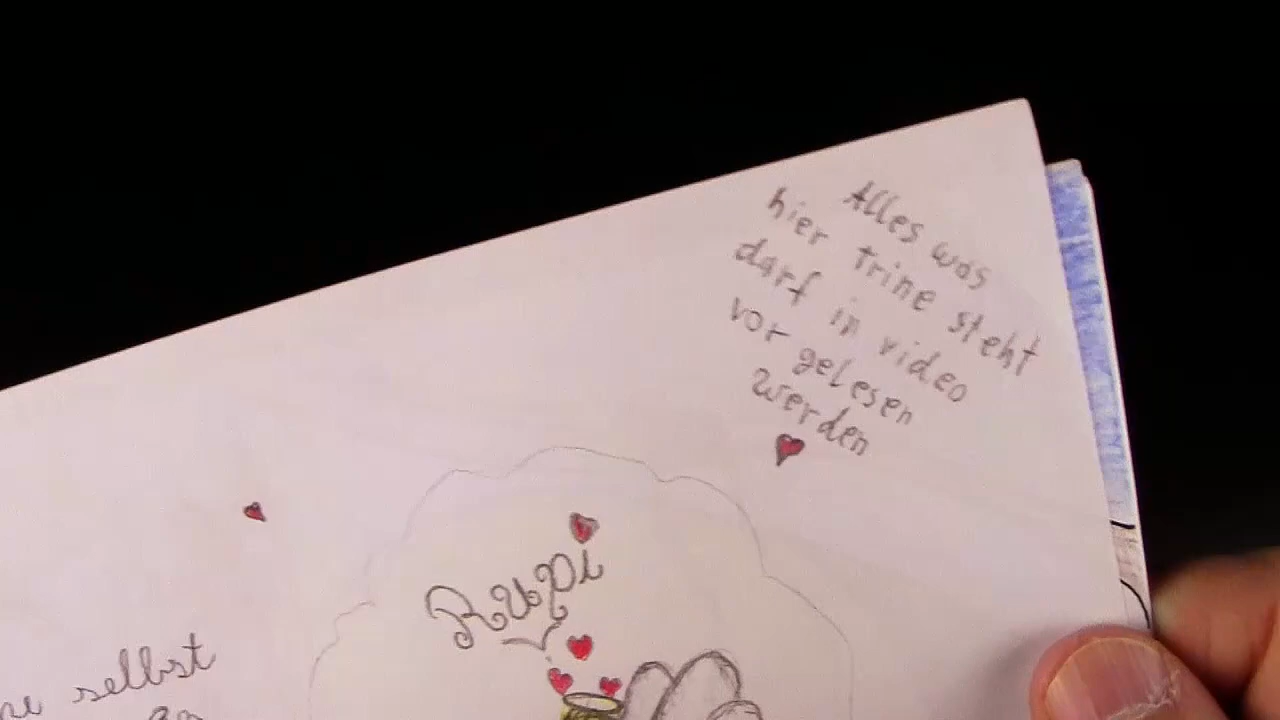 Alles was
hier trine steht
darf in video
vor gelesen
werden
Rupi
selbst